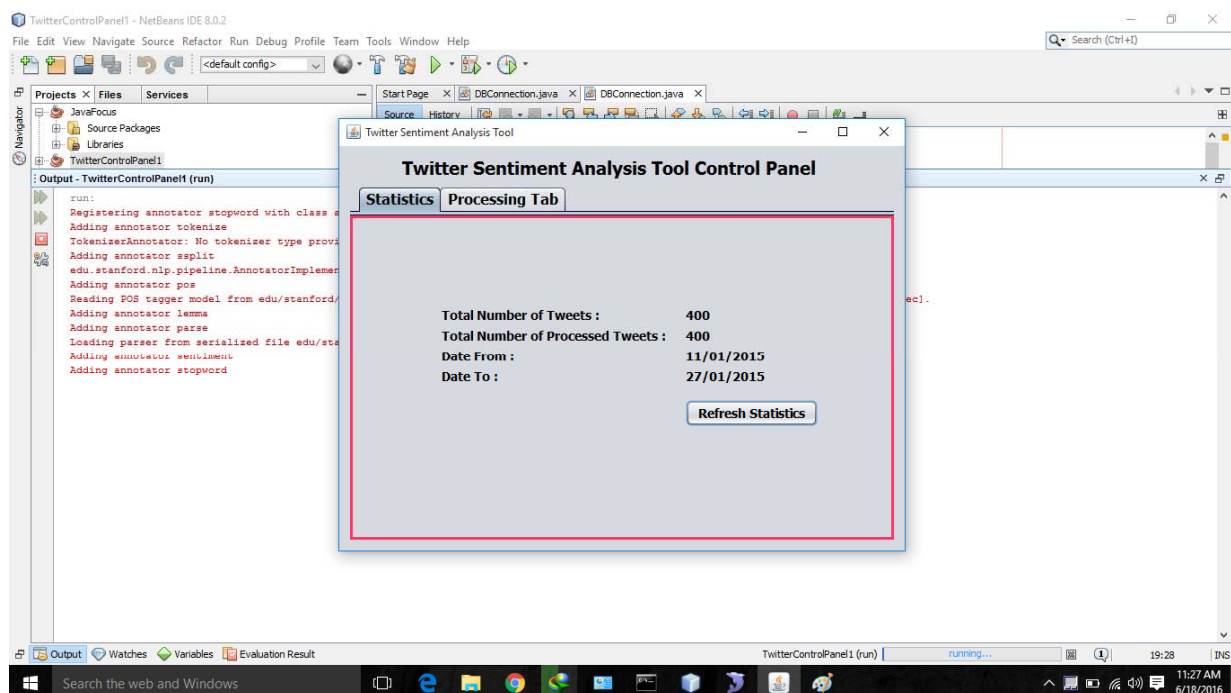 TwitterControlPanel1 - NetBeans IDE 8.0.2
File Edit View Navigate Source Refactor Run Debug Profile Team Tools Window Help
Search (Ctrl+I)
<default config>
Projects Files Services
Start Page DBConnection.java DBConnection.java
Navigator
JavaFocus
Source Packages
Libraries
TwitterControlPanel1
Source History
Output - TwitterControlPanel1 (run)
run:
Registering annotator stopword with class
Adding annotator tokenize
TokenizerAnnotator: No tokenizer type provi
Adding annotator ssplit
edu.stanford.nlp.pipeline.AnnotatorImplemen
Adding annotator pos
Reading POS tagger model from edu/stanford/
ec].
Adding annotator lemma
Adding annotator parse
Loading parser from serialized file edu/sta
Adding annotator sentiment
Adding annotator stopword
Twitter Sentiment Analysis Tool
Twitter Sentiment Analysis Tool Control Panel
Statistics Processing Tab
Total Number of Tweets : 400
Total Number of Processed Tweets : 400
Date From : 11/01/2015
Date To : 27/01/2015
Refresh Statistics
Output Watches Variables Evaluation Result
TwitterControlPanel1 (run) running... 1 19:28 INS
Search the web and Windows
11:27 AM
6/18/2016